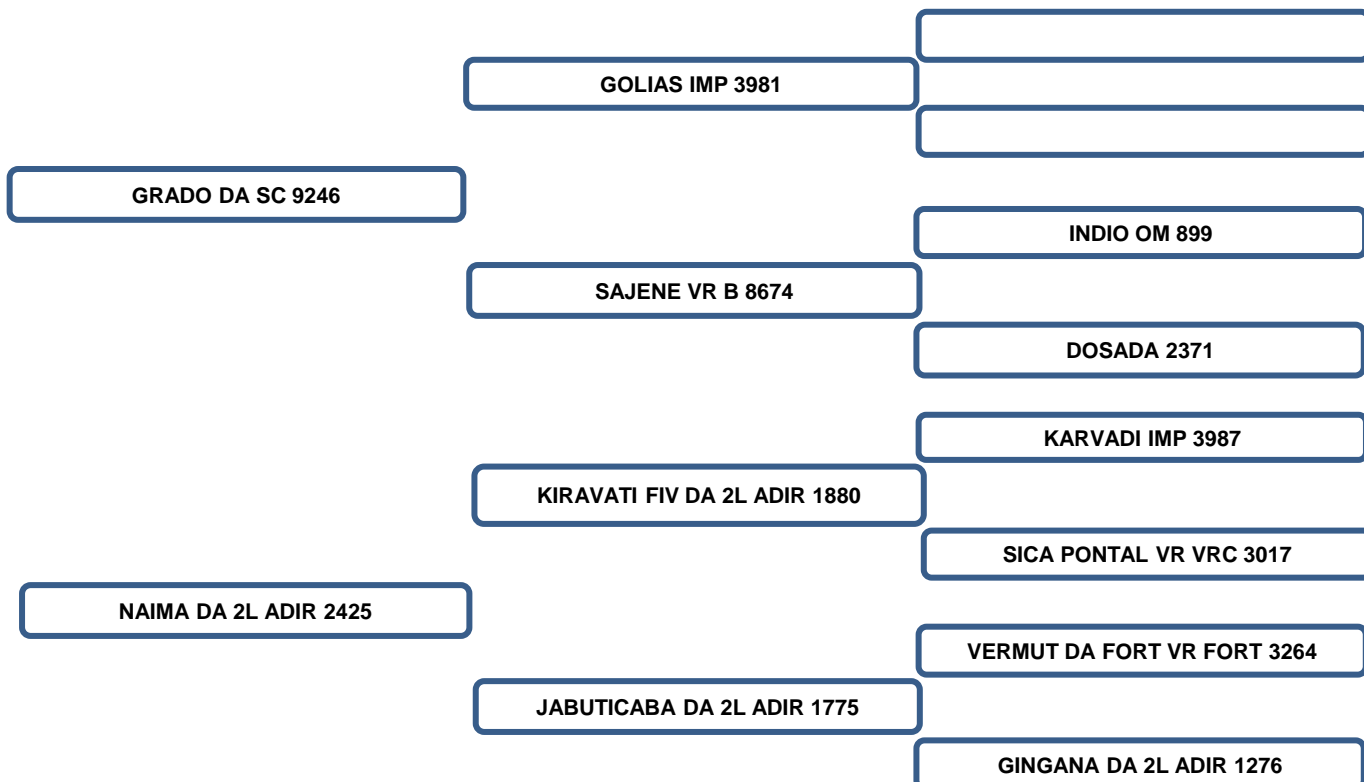 GOLIAS IMP 3981
GRADO DA SC 9246
INDIO OM 899
SAJENE VR B 8674
DOSADA 2371
KARVADI IMP 3987
KIRAVATI FIV DA 2L ADIR 1880
SICA PONTAL VR VRC 3017
NAIMA DA 2L ADIR 2425
VERMUT DA FORT VR FORT 3264
JABUTICABA DA 2L ADIR 1775
GINGANA DA 2L ADIR 1276